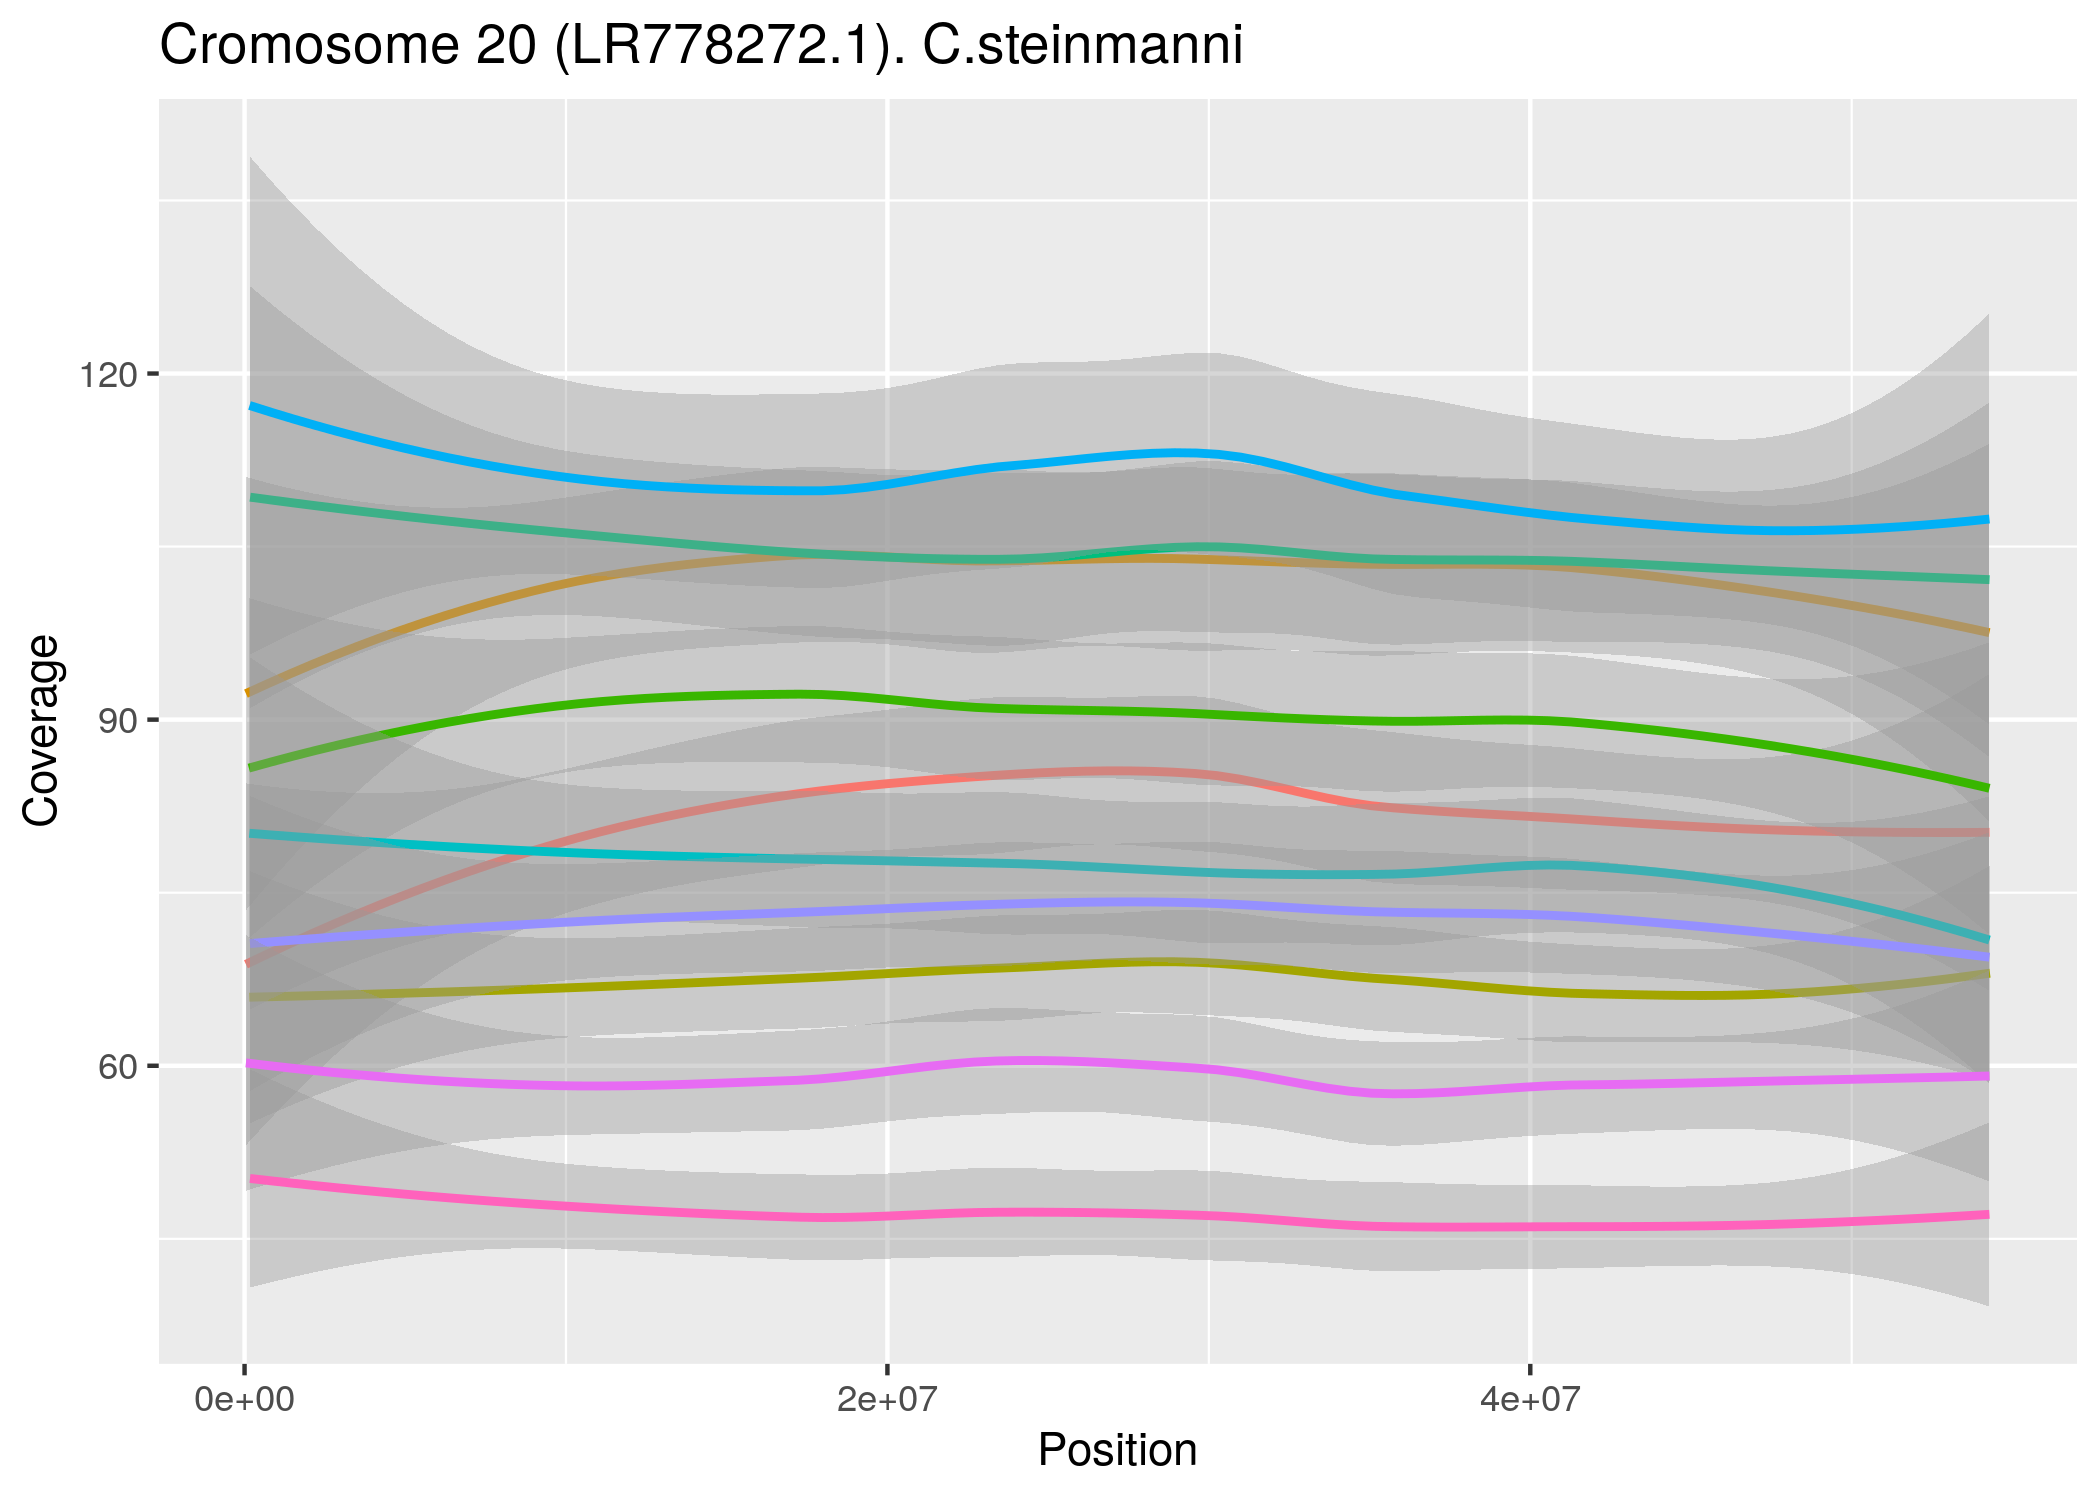 Cromosome 20 (LR778272.1). C.steinmanni
120
90
60
Coverage
0e+00 2e+07 4e+07
Position